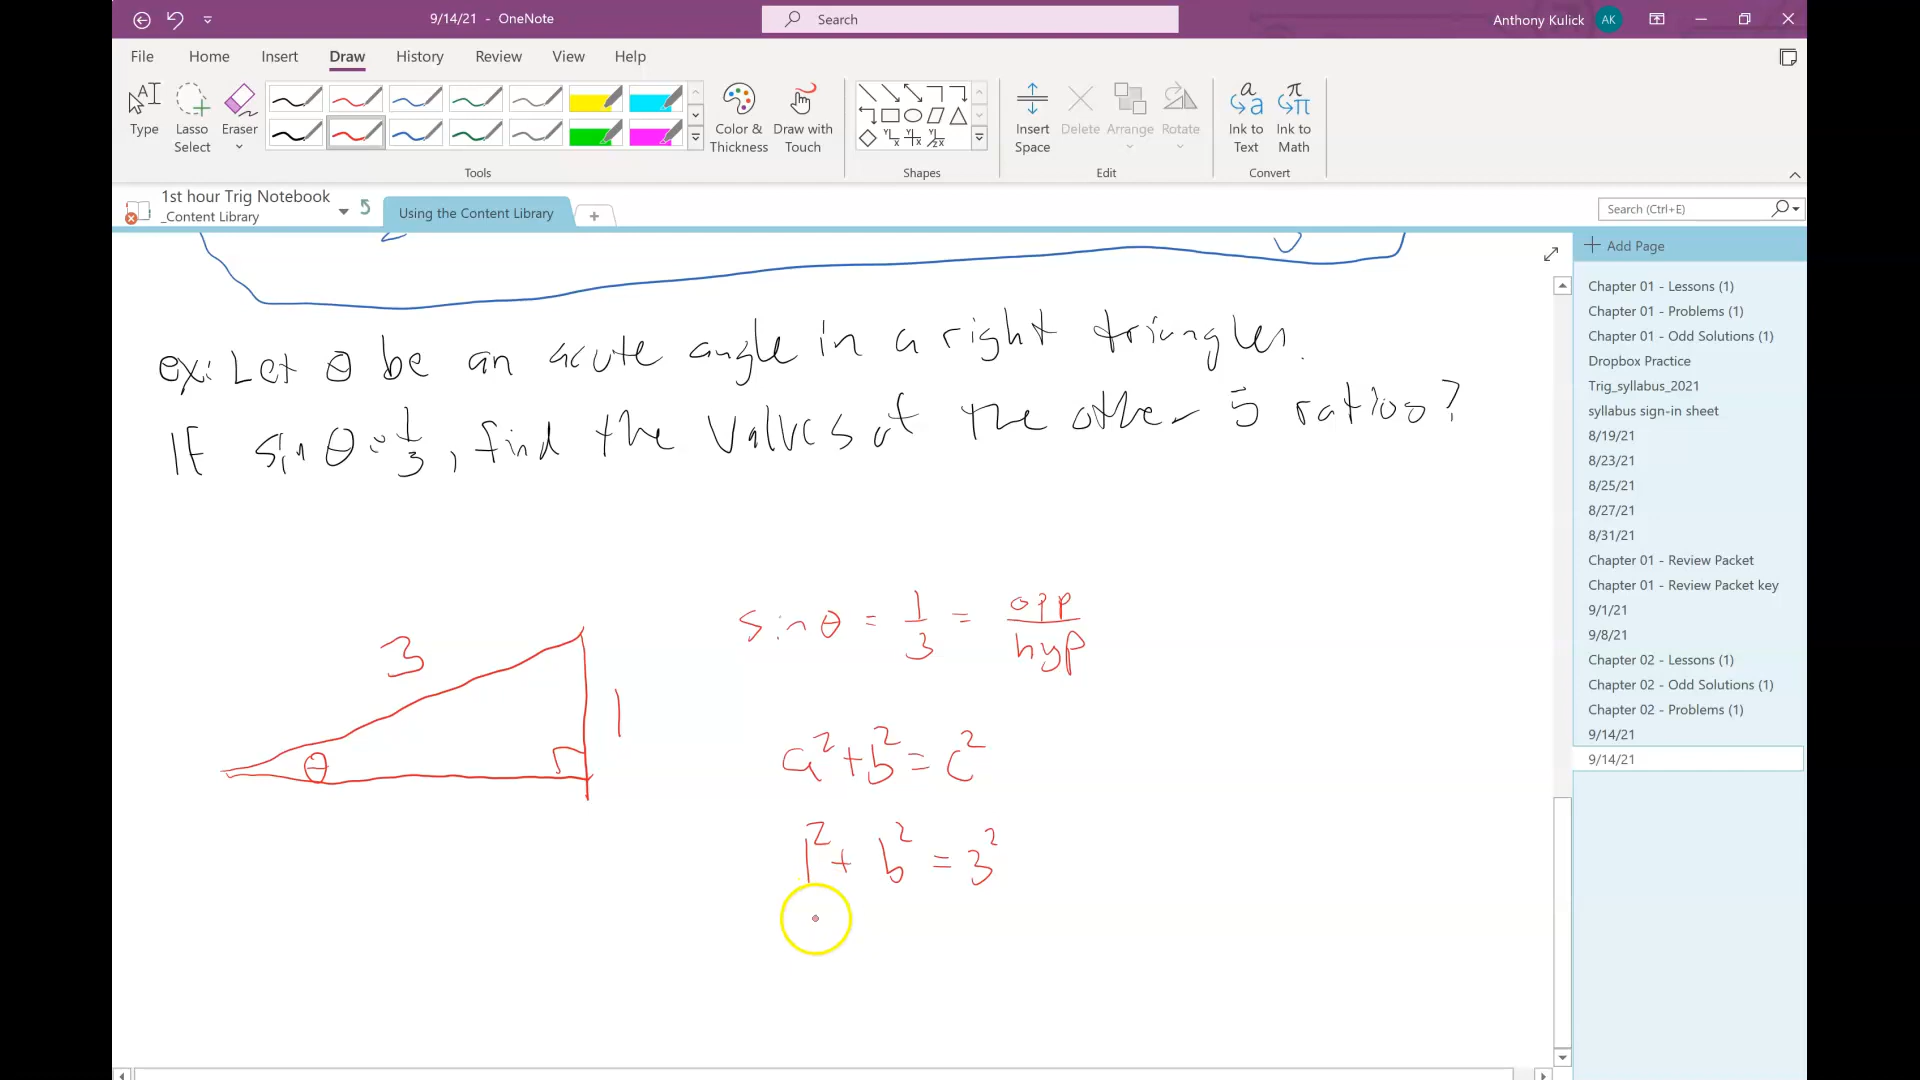 9/14/21 - OneNote
Search
Anthony Kulick AK
File Home Insert Draw History Review View Help
Type
Lasso Select
Eraser
Color & Thickness
Draw with Touch
Insert Space
Delete
Arrange
Rotate
Ink to Text
Ink to Math
Tools
Shapes
Edit
Convert
1st hour Trig Notebook
_Content Library
Using the Content Library
Search (Ctrl+E)
ex: Let θ be an acute angle in a right triangles.
If sin θ = 1/3, find the values of the other 5 ratios?
3
1
θ
sin θ = 1/3 = opp/hyp
a² + b² = c²
1² + b² = 3²
Add Page
Chapter 01 - Lessons (1)
Chapter 01 - Problems (1)
Chapter 01 - Odd Solutions (1)
Dropbox Practice
Trig_syllabus_2021
syllabus sign-in sheet
8/19/21
8/23/21
8/25/21
8/27/21
8/31/21
Chapter 01 - Review Packet
Chapter 01 - Review Packet key
9/1/21
9/8/21
Chapter 02 - Lessons (1)
Chapter 02 - Odd Solutions (1)
Chapter 02 - Problems (1)
9/14/21
9/14/21